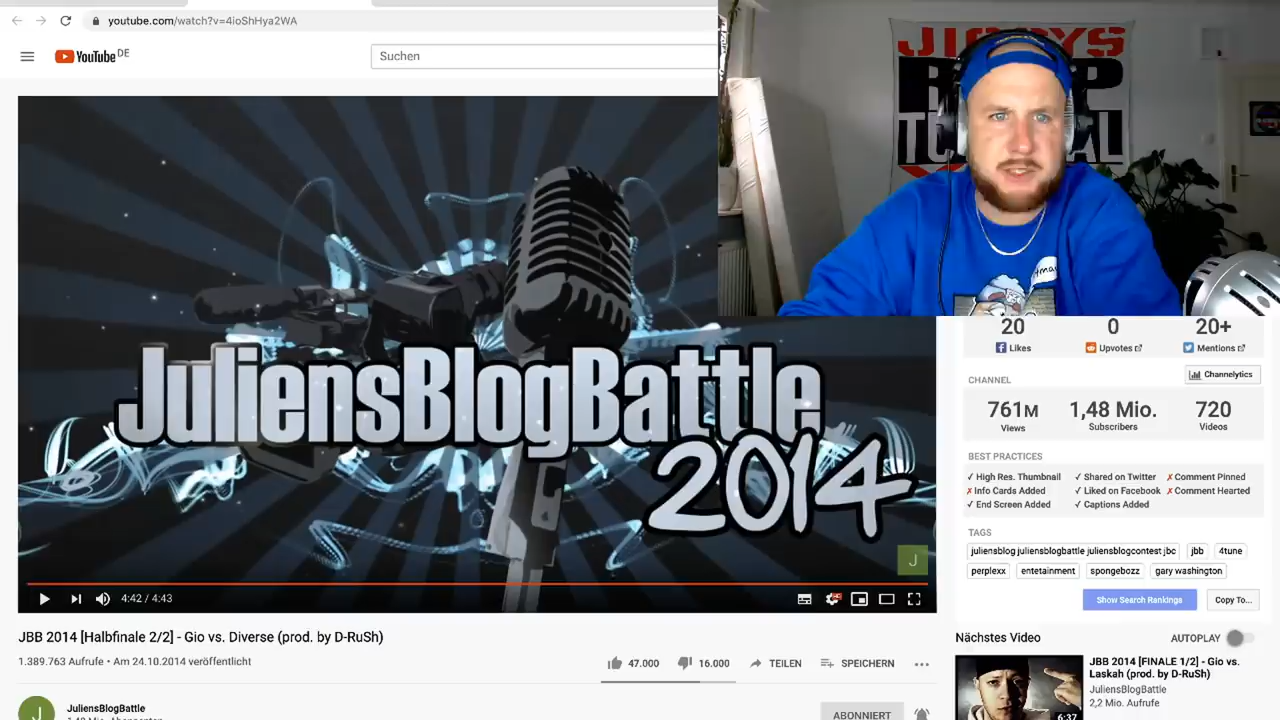 youtube.com/watch?v=4ioShHya2WA
YouTube DE
Suchen
JuliensBlogBattle
2014
J
4:42 / 4:43
JBB 2014 [Halbfinale 2/2] - Gio vs. Diverse (prod. by D-RuSh)
1.389.763 Aufrufe • Am 24.10.2014 veröffentlicht
47.000
16.000
TEILEN
SPEICHERN
J
JuliensBlogBattle
ABONNIERT
JIGGYS
20
0
20+
Likes
Upvotes
Mentions
CHANNEL
Channelytics
761M
1,48 Mio.
720
Views
Subscribers
Videos
BEST PRACTICES
✓ High Res. Thumbnail
✓ Shared on Twitter
✗ Comment Pinned
✗ Info Cards Added
✓ Liked on Facebook
✗ Comment Hearted
✓ End Screen Added
✓ Captions Added
TAGS
juliensblog juliensblogbattle juliensblogcontest jbc
jbb
4tune
perplexx
entetainment
spongebozz
gary washington
Show Search Rankings
Copy To...
Nächstes Video
AUTOPLAY
JBB 2014 [FINALE 1/2] - Gio vs.
Laskah (prod. by D-RuSh)
JuliensBlogBattle
2,2 Mio. Aufrufe
6:37